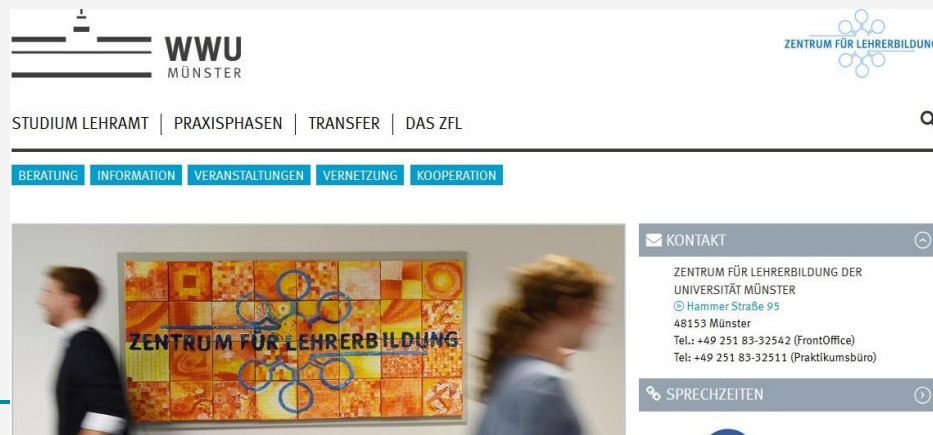 WWU
MÜNSTER
ZENTRUM FÜR LEHRERBILDUNG
STUDIUM LEHRAMT | PRAXISPHASEN | TRANSFER | DAS ZFL
BERATUNG INFORMATION VERANSTALTUNGEN VERNETZUNG KOOPERATION
ZENTRUM FÜR LEHRERBILDUNG
KONTAKT
ZENTRUM FÜR LEHRERBILDUNG DER
UNIVERSITÄT MÜNSTER
Hammer Straße 95
48153 Münster
Tel.: +49 251 83-32542 (FrontOffice)
Tel: +49 251 83-32511 (Praktikumsbüro)
SPRECHZEITEN